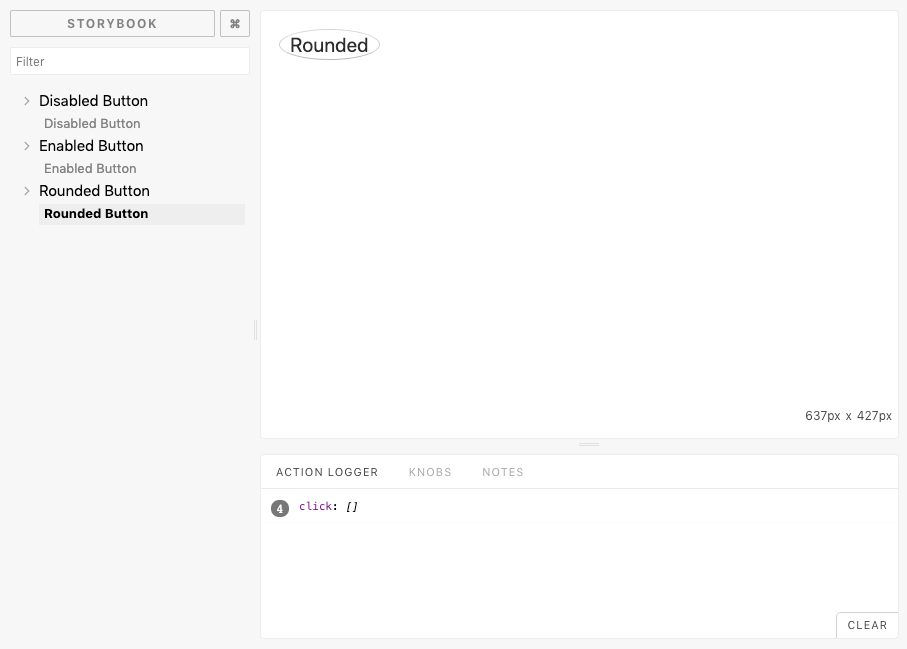 STORYBOOK
⌘
Filter
Disabled Button
Disabled Button
Enabled Button
Enabled Button
Rounded Button
Rounded Button
Rounded
637px x 427px
ACTION LOGGER KNOBS NOTES
4 click: []
CLEAR